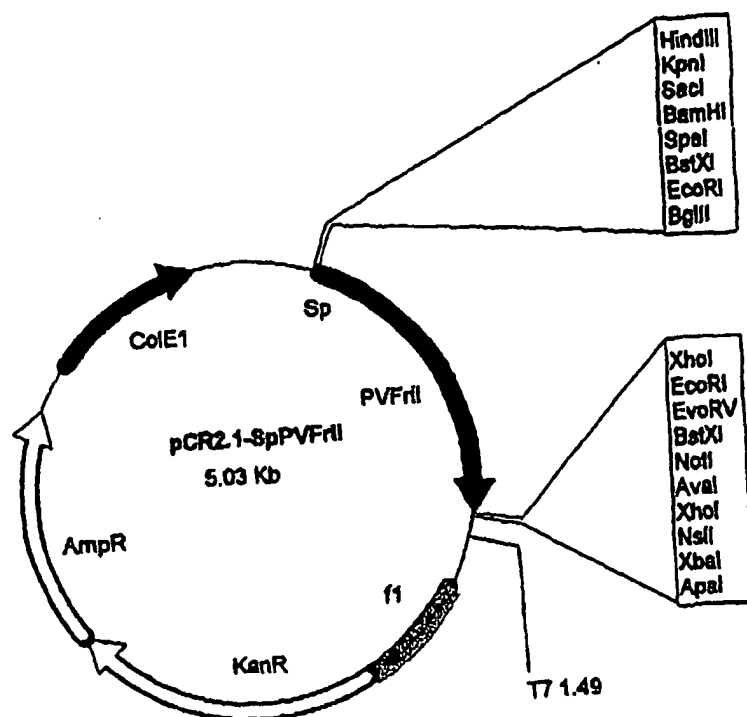 HindIII
KpnI
SacI
BamHI
SpeI
BstXI
EcoRI
BglII
Sp
ColE1
PVFrII
pCR2.1-SpPVFrII
5.03 Kb
XhoI
EcoRI
EvoRV
BstXI
NotI
AvaI
XhoI
NsiI
XbaI
ApaI
AmpR
f1
KanR
T7 1.49